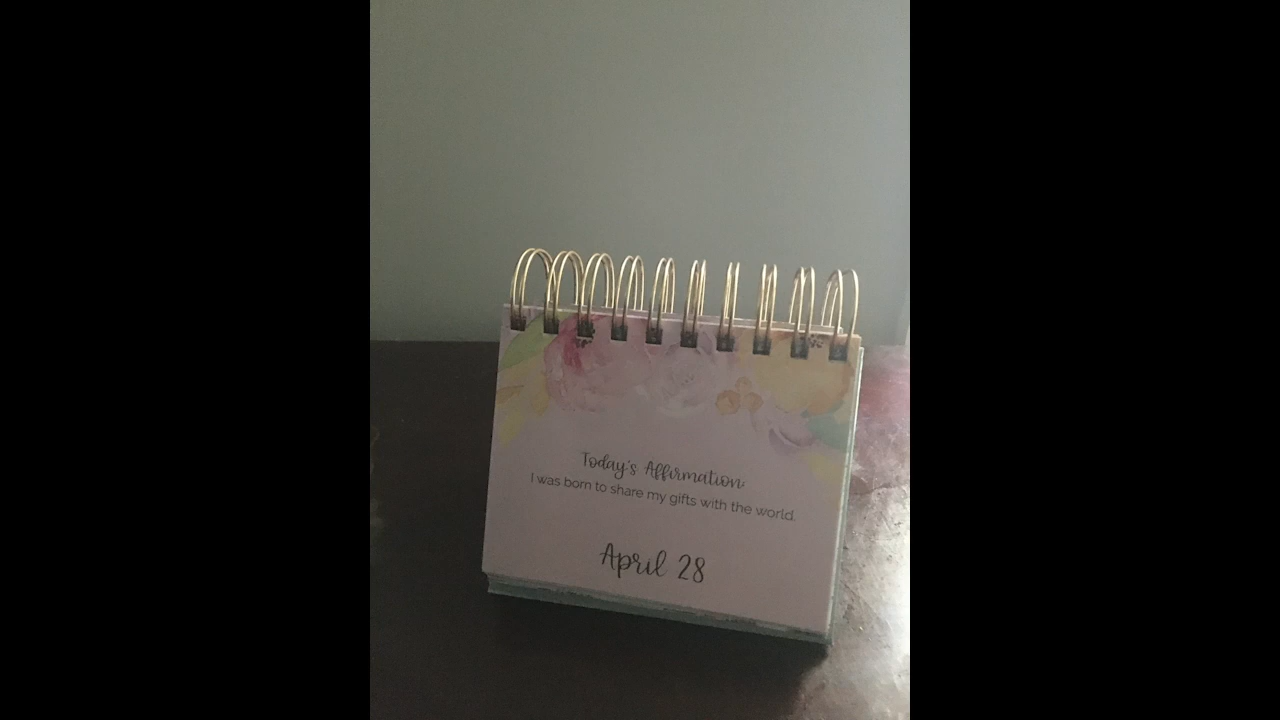 Today's Affirmation:
I was born to share my gifts with the world.
April 28